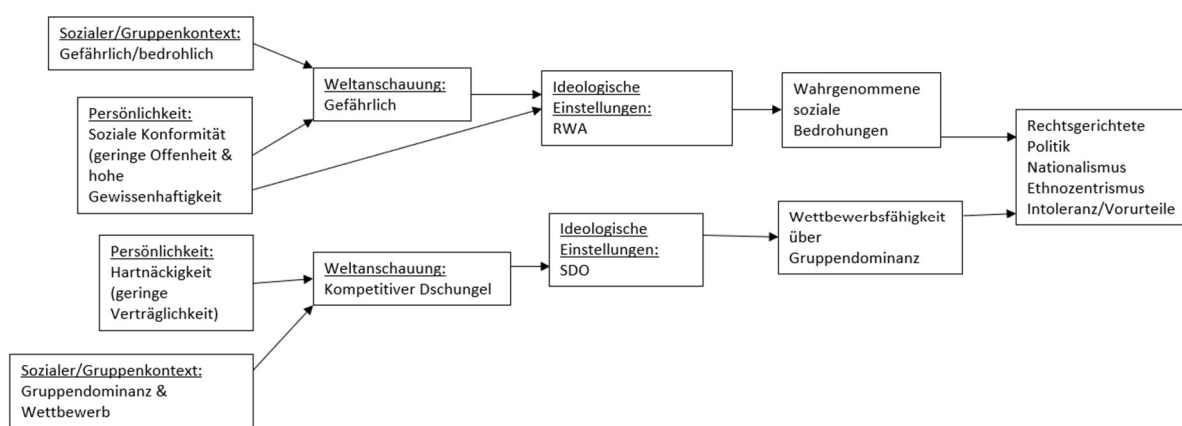 Sozialer/Gruppenkontext:
Gefährlich/bedrohlich
Persönlichkeit:
Soziale Konformität
(geringe Offenheit &
hohe
Gewissenhaftigkeit
Weltanschauung:
Gefährlich
Ideologische
Einstellungen:
RWA
Wahrgenommene
soziale
Bedrohungen
Rechtsgerichtete
Politik
Nationalismus
Ethnozentrismus
Intoleranz/Vorurteile
Persönlichkeit:
Hartnäckigkeit
(geringe
Verträglichkeit)
Weltanschauung:
Kompetitiver Dschungel
Ideologische
Einstellungen:
SDO
Wettbewerbsfähigkeit
über
Gruppendominanz
Sozialer/Gruppenkontext:
Gruppendominanz &
Wettbewerb